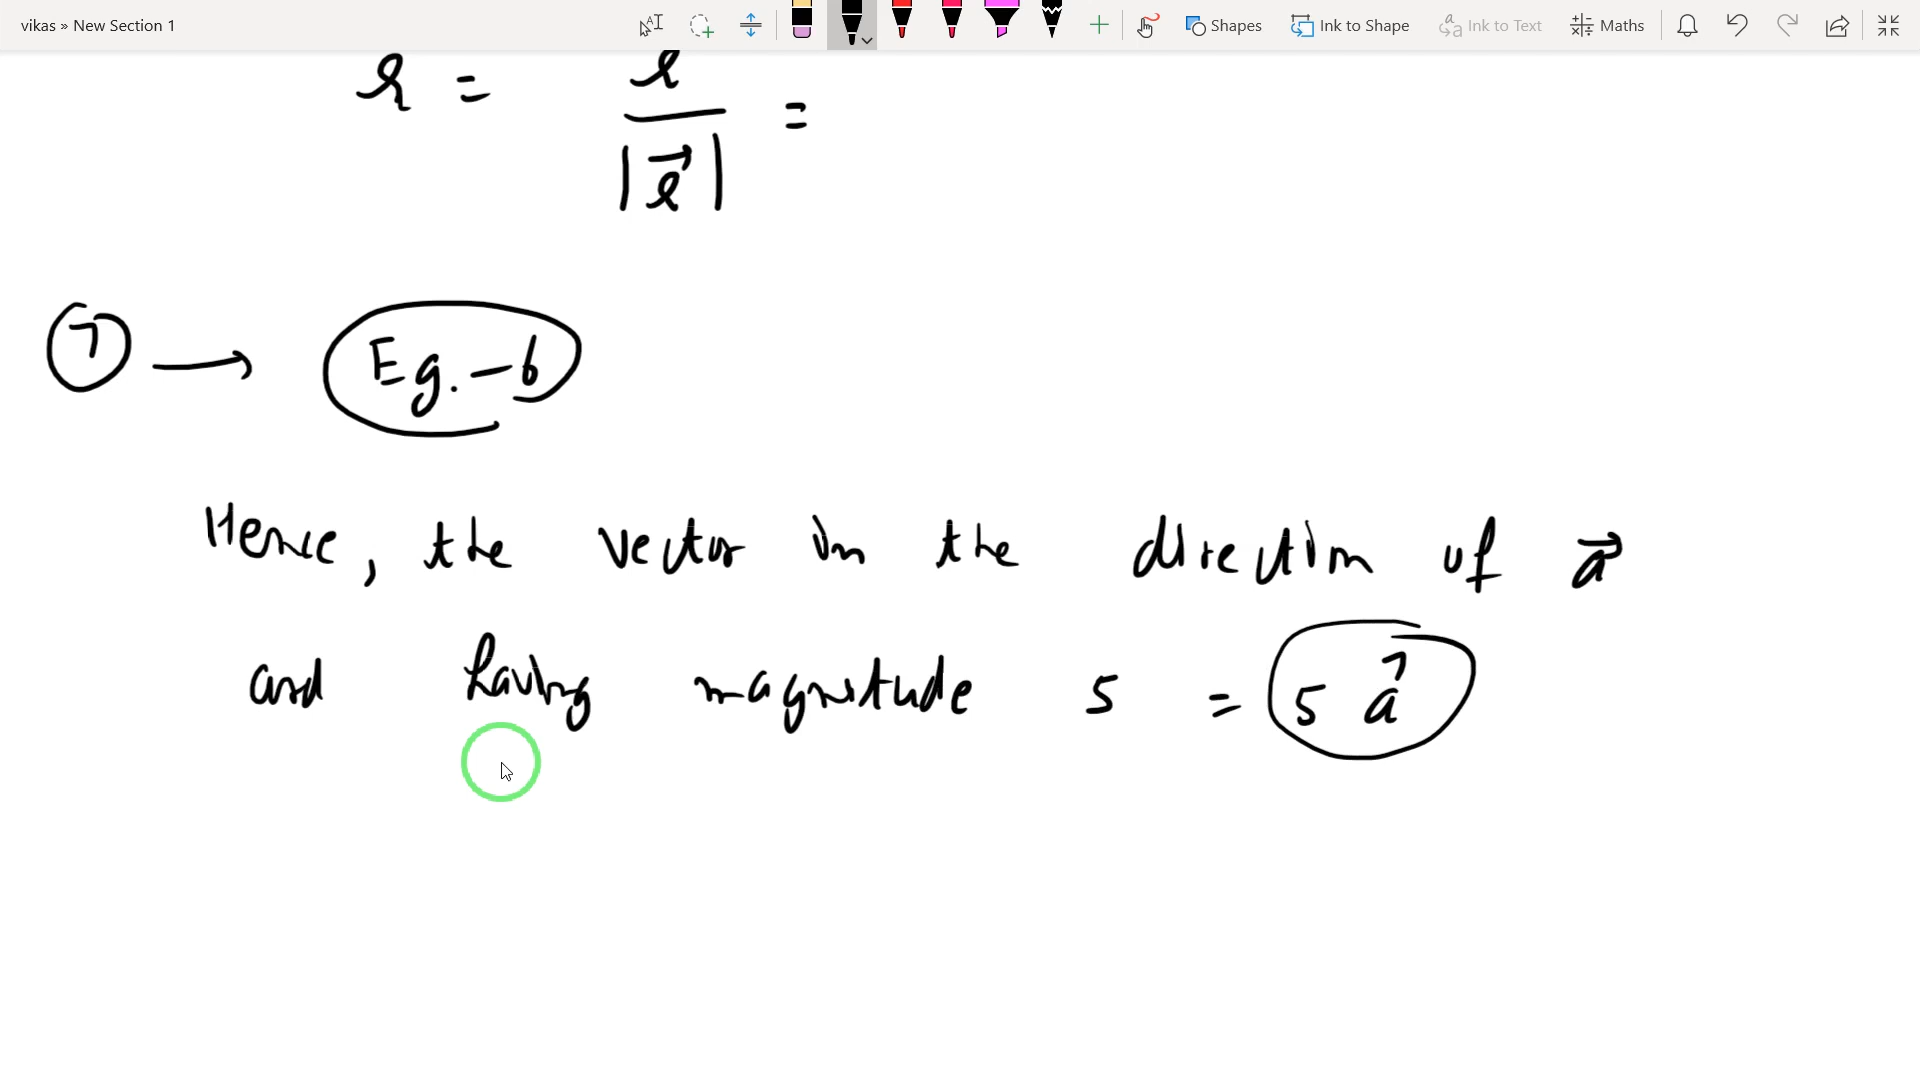 vikas » New Section 1
Shapes Ink to Shape Ink to Text Maths
r = r / |r⃗| =
7 → Eg. - 6
Hence, the vector in the direction of a⃗
and having magnitude 5 = 5 â